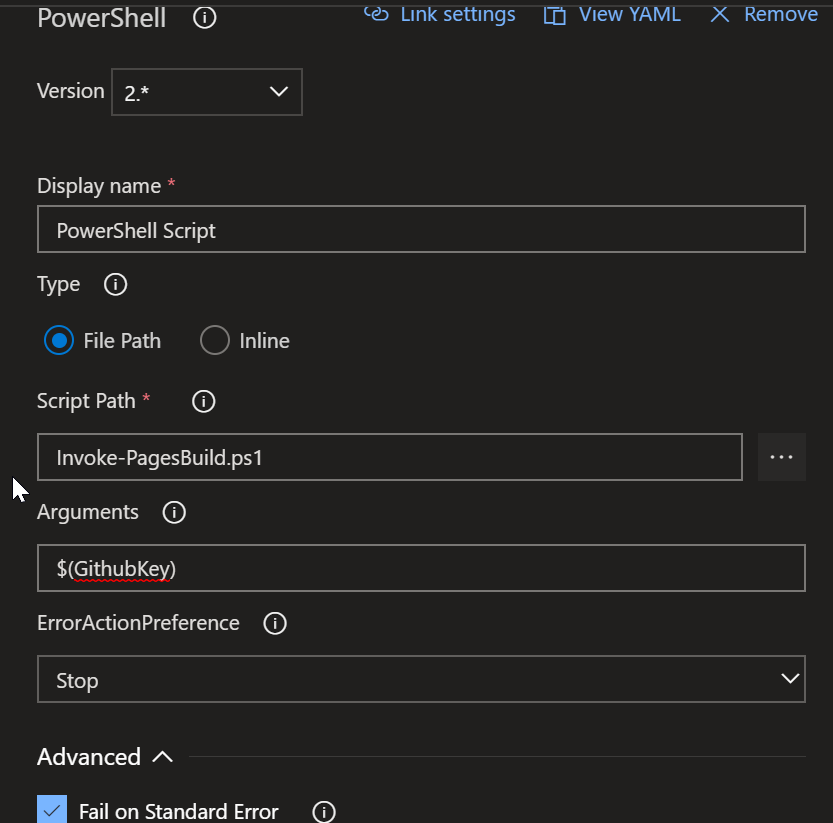 PowerShell Link settings View YAML Remove
Version 2.*
Display name *
PowerShell Script
Type
File Path Inline
Script Path *
Invoke-PagesBuild.ps1 ...
Arguments
$(GithubKey)
ErrorActionPreference
Stop
Advanced
Fail on Standard Error